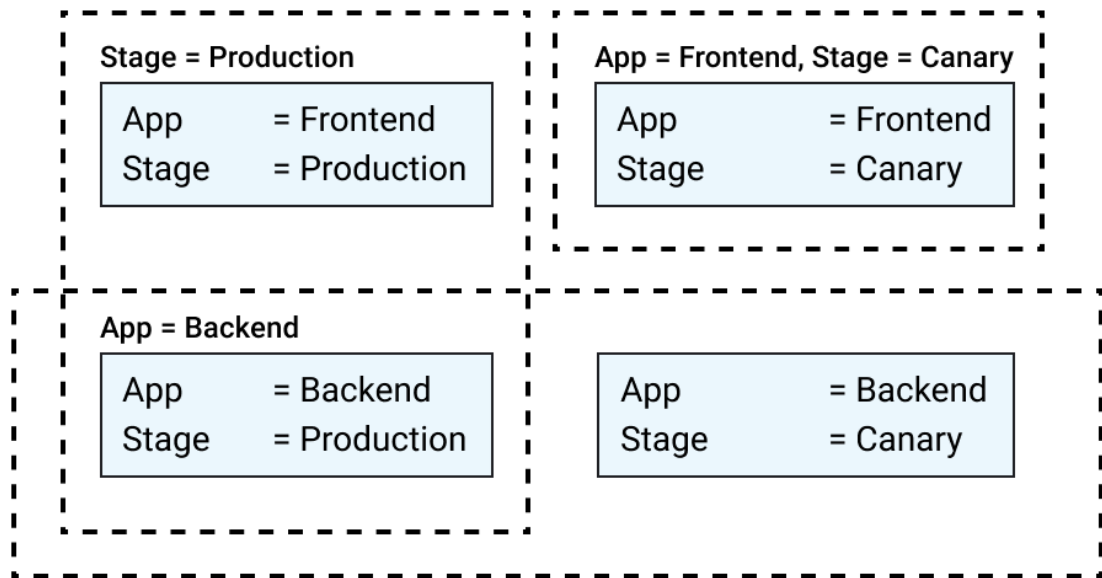 Stage = Production
App = Frontend
Stage = Production
App = Frontend, Stage = Canary
App = Frontend
Stage = Canary
App = Backend
App = Backend
Stage = Production
App = Backend
Stage = Canary